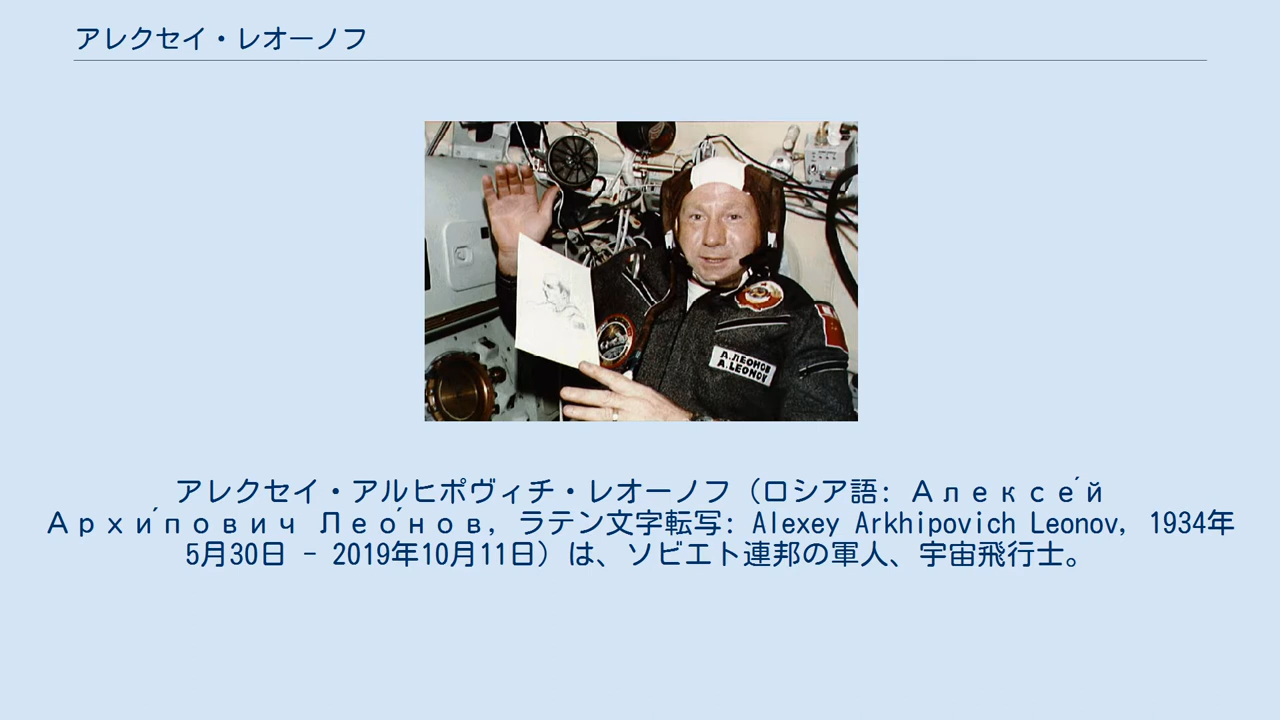 アレクセイ・レオーノフ
А.ЛЕОНОВ
A.LEONOV
アレクセイ・アルヒポヴィチ・レオーノフ（ロシア語: Алексе́й
Архи́пович Лео́нов, ラテン文字転写: Alexey Arkhipovich Leonov, 1934年
5月30日 - 2019年10月11日）は、ソビエト連邦の軍人、宇宙飛行士。